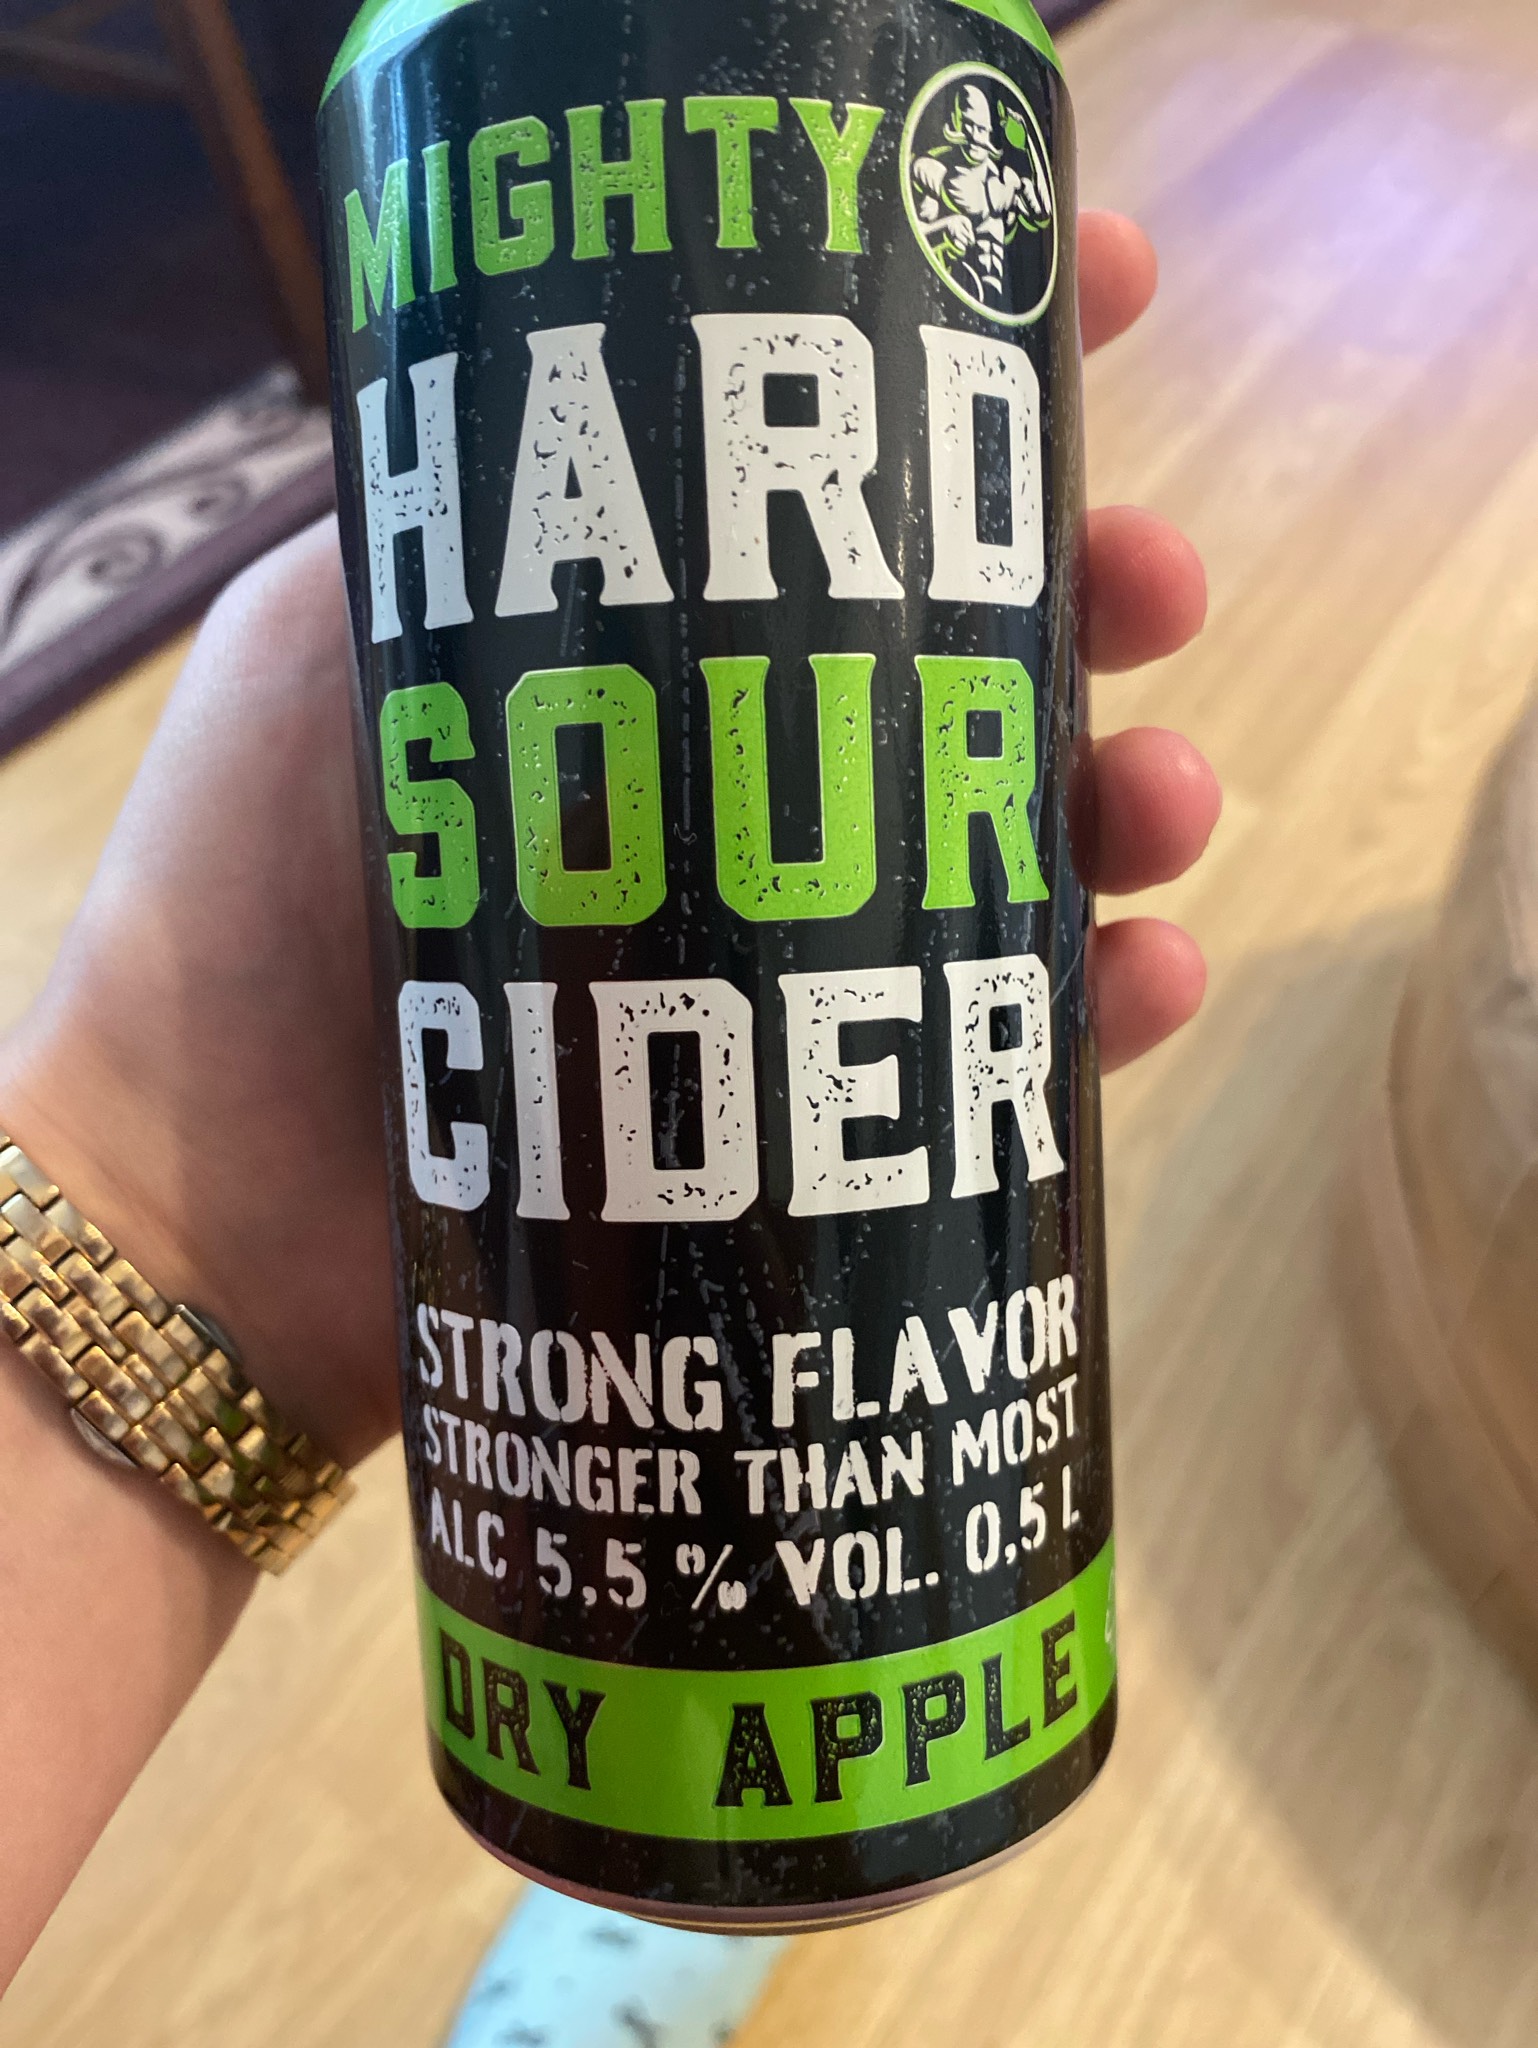 MIGHTY
HARD
SOUR
CIDER
STRONG FLAVOR
STRONGER THAN MOST
ALC 5,5 % VOL. 0,5 L
DRY APPLE